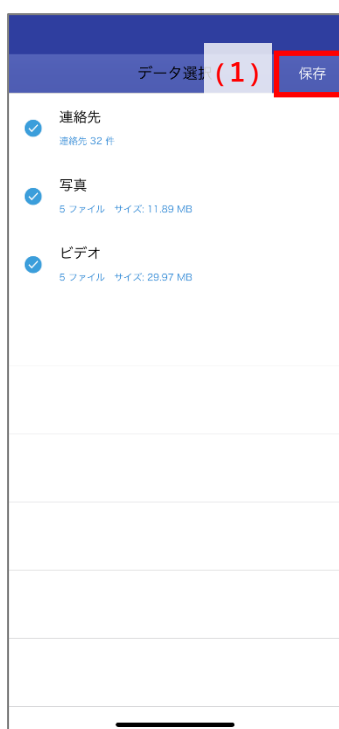 データ選択
(1)
保存
連絡先
連絡先 32 件
写真
5 ファイル サイズ: 11.89 MB
ビデオ
5 ファイル サイズ: 29.97 MB